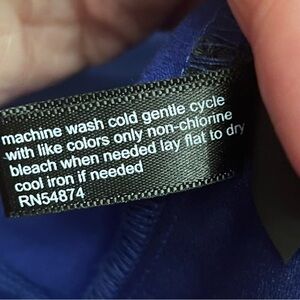 machine wash cold gentle cycle
with like colors only non-chlorine
bleach when needed lay flat to dry
cool iron if needed
RN54874